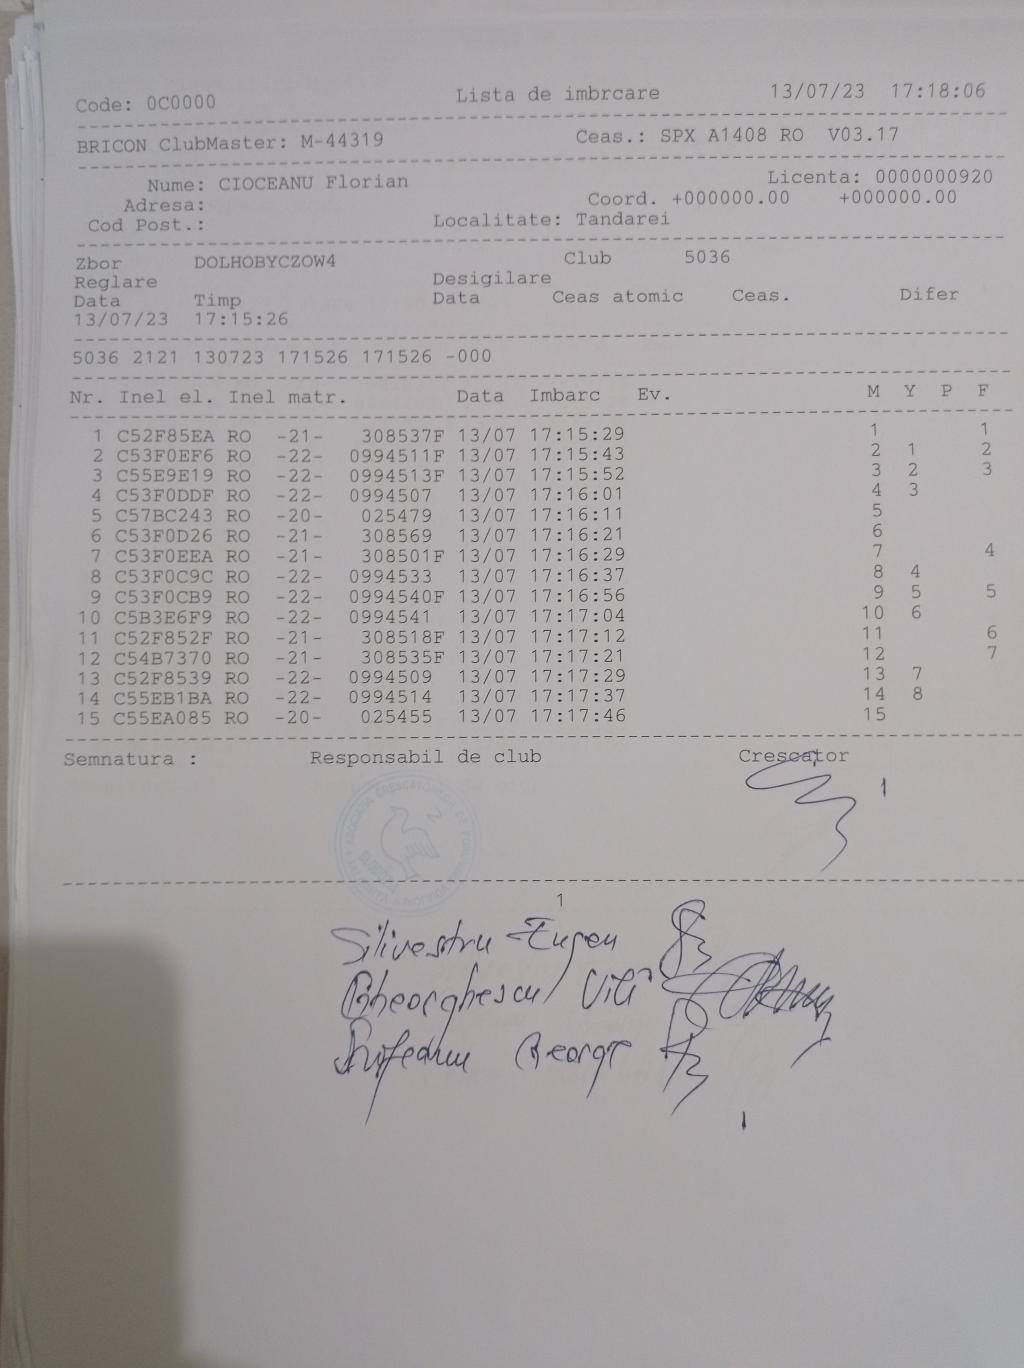 Code: 0C0000 Lista de imbrcare 13/07/23 17:18:06
BRICON ClubMaster: M-44319 Ceas.: SPX A1408 RO V03.17
Nume: CIOCEANU Florian Licenta: 0000000920
Adresa: Coord. +000000.00 +000000.00
Cod Post.: Localitate: Tandarei
Zbor DOLHOBYCZOW4 Club 5036
Reglare Desigilare
Data Timp Data Ceas atomic Ceas. Difer
13/07/23 17:15:26
5036 2121 130723 171526 171526 -000
Nr. Inel el. Inel matr. Data Imbarc Ev. M Y P F
1 C52F85EA RO -21- 308537F 13/07 17:15:29 1 1
2 C53F0EF6 RO -22- 0994511F 13/07 17:15:43 2 1 2
3 C55E9E19 RO -22- 0994513F 13/07 17:15:52 3 2 3
4 C53F0DDF RO -22- 0994507 13/07 17:16:01 4 3
5 C57BC243 RO -20- 025479 13/07 17:16:11 5
6 C53F0D26 RO -21- 308569 13/07 17:16:21 6
7 C53F0EEA RO -21- 308501F 13/07 17:16:29 7 4
8 C53F0C9C RO -22- 0994533 13/07 17:16:37 8 4
9 C53F0CB9 RO -22- 0994540F 13/07 17:16:56 9 5 5
10 C5B3E6F9 RO -22- 0994541 13/07 17:17:04 10 6
11 C52F852F RO -21- 308518F 13/07 17:17:12 11 6
12 C54B7370 RO -21- 308535F 13/07 17:17:21 12 7
13 C52F8539 RO -22- 0994509 13/07 17:17:29 13 7
14 C55EB1BA RO -22- 0994514 13/07 17:17:37 14 8
15 C55EA085 RO -20- 025455 13/07 17:17:46 15
Semnatura : Responsabil de club Crescator
1
Silivestru Eugen
Gheorghescu
George